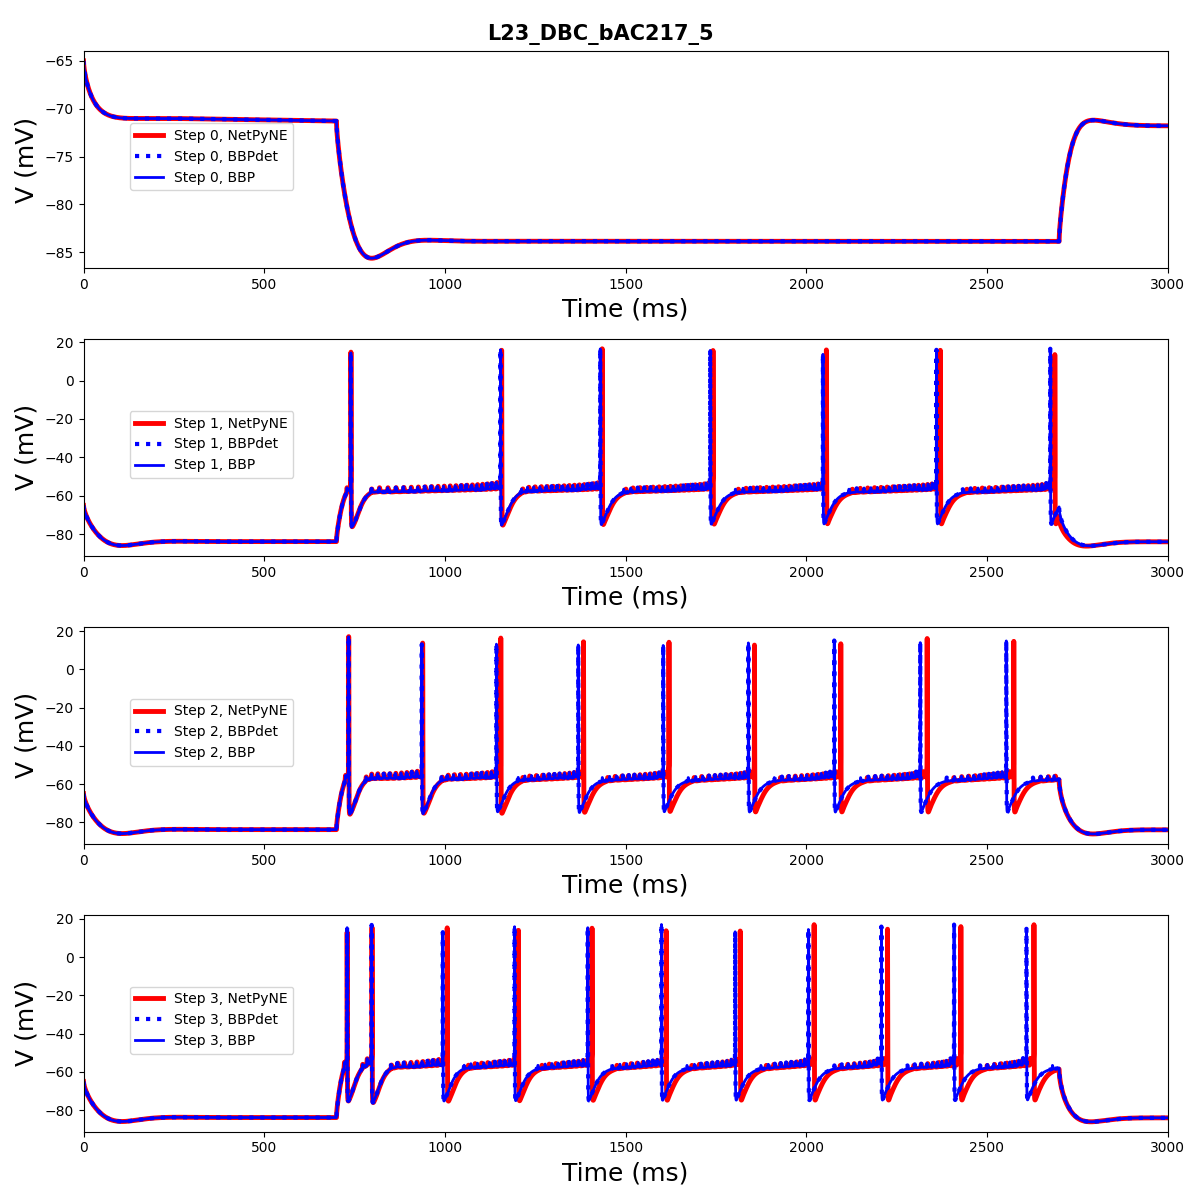 L23_DBC_bAC217_5
−65
−70
−75
−80
−85
V (mV)
Step 0, NetPyNE
Step 0, BBPdet
Step 0, BBP
0 500 1000 1500 2000 2500 3000
Time (ms)
20
0
−20
−40
−60
−80
V (mV)
Step 1, NetPyNE
Step 1, BBPdet
Step 1, BBP
0 500 1000 1500 2000 2500 3000
Time (ms)
20
0
−20
−40
−60
−80
V (mV)
Step 2, NetPyNE
Step 2, BBPdet
Step 2, BBP
0 500 1000 1500 2000 2500 3000
Time (ms)
20
0
−20
−40
−60
−80
V (mV)
Step 3, NetPyNE
Step 3, BBPdet
Step 3, BBP
0 500 1000 1500 2000 2500 3000
Time (ms)